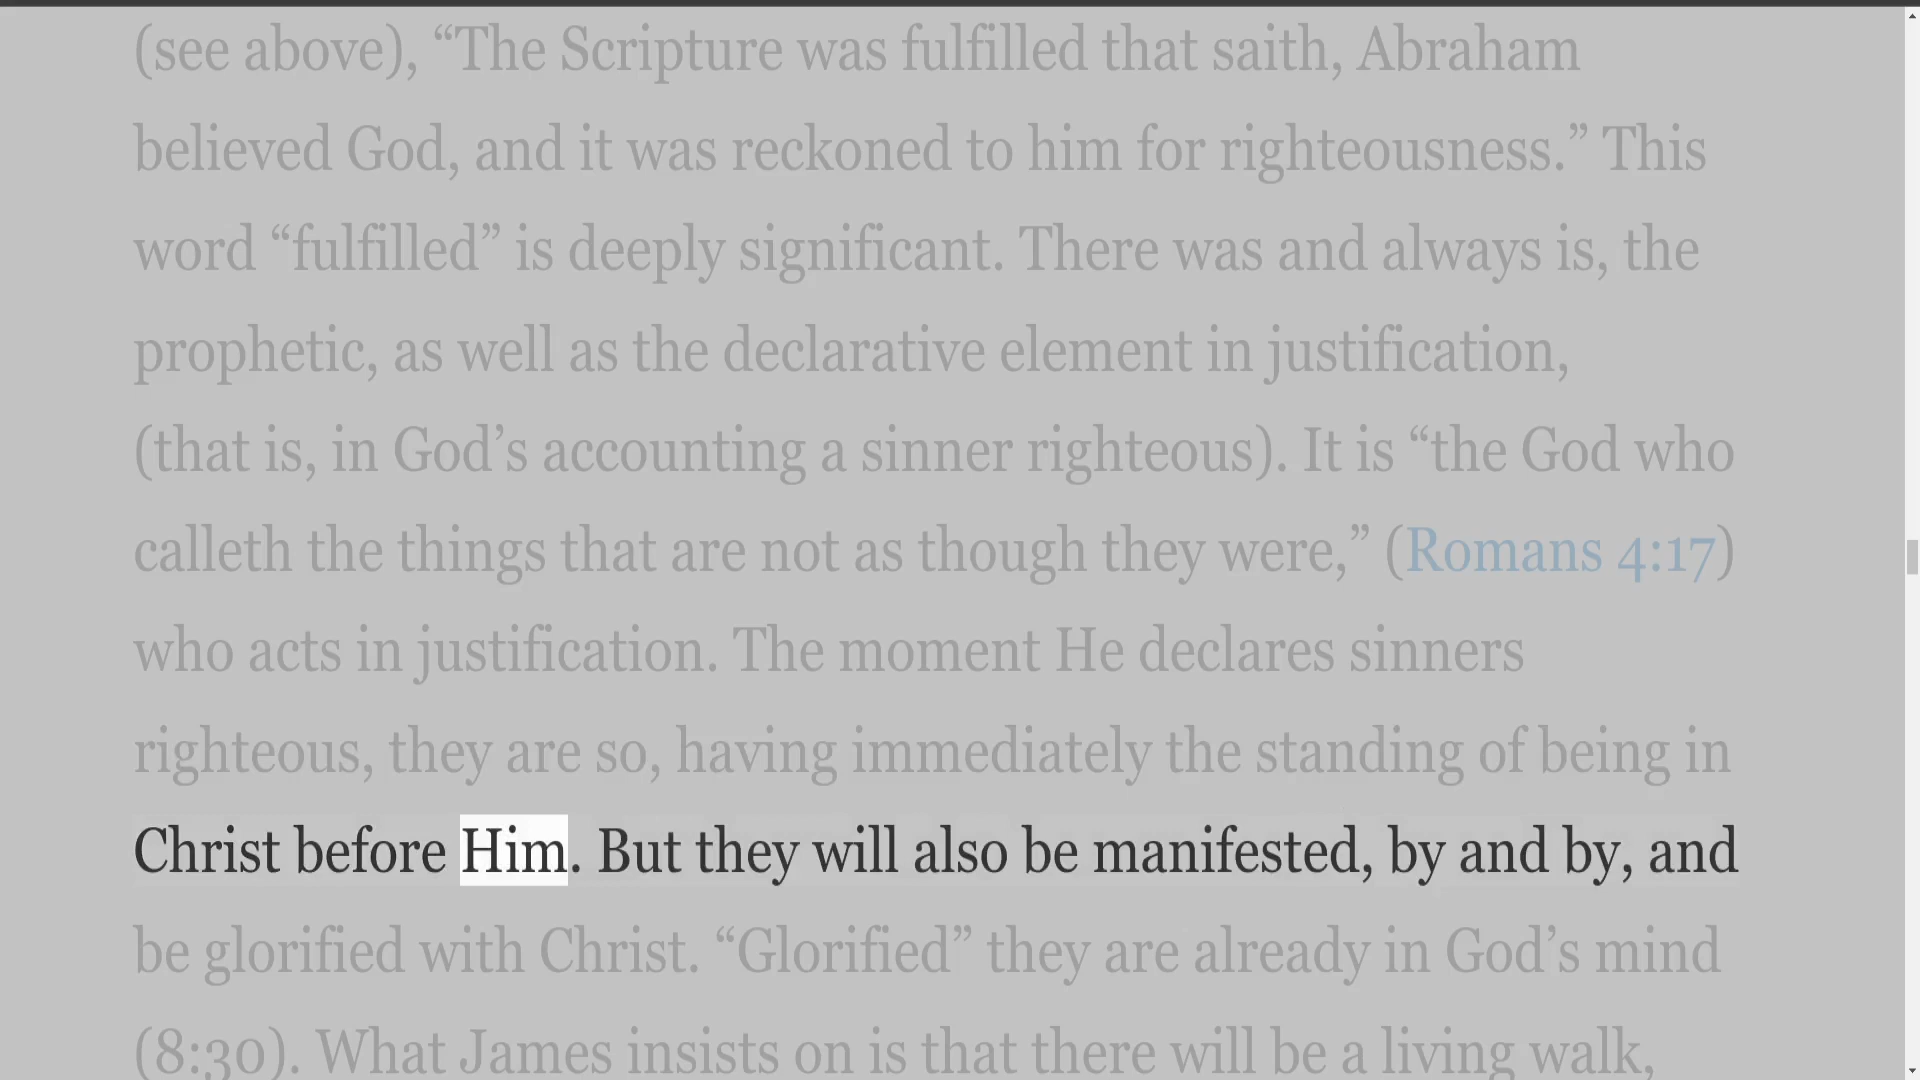 (see above), “The Scripture was fulfilled that saith, Abraham
believed God, and it was reckoned to him for righteousness.” This
word “fulfilled” is deeply significant. There was and always is, the
prophetic, as well as the declarative element in justification,
(that is, in God’s accounting a sinner righteous). It is “the God who
calleth the things that are not as though they were,” (Romans 4:17)
who acts in justification. The moment He declares sinners
righteous, they are so, having immediately the standing of being in
Christ before Him. But they will also be manifested, by and by, and
be glorified with Christ. “Glorified” they are already in God’s mind
(8:30). What James insists on is that there will be a living walk,